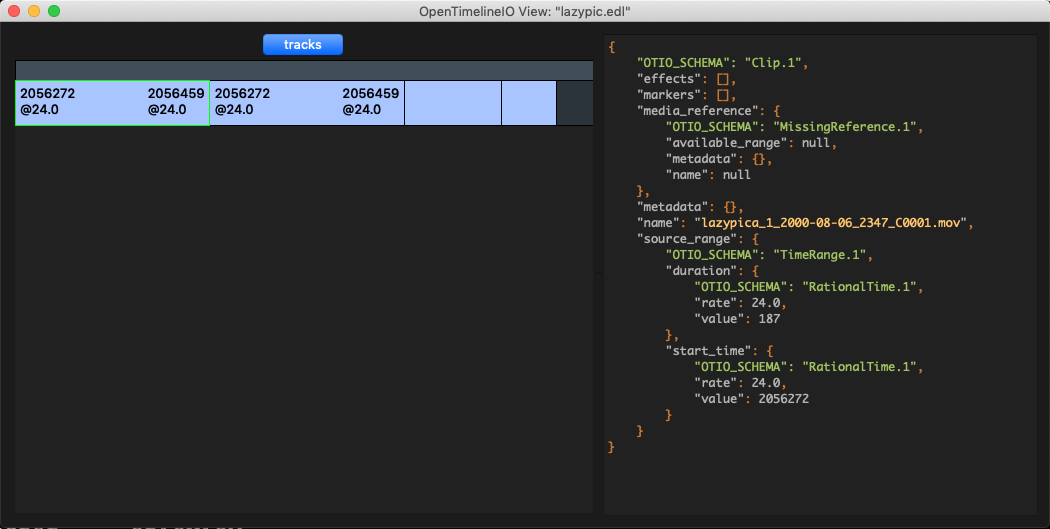 OpenTimelineIO View: "lazypic.edl"
tracks
2056272 2056459 2056272 2056459
@24.0 @24.0 @24.0 @24.0
{
"OTIO_SCHEMA": "Clip.1",
"effects": [],
"markers": [],
"media_reference": {
"OTIO_SCHEMA": "MissingReference.1",
"available_range": null,
"metadata": {},
"name": null
},
"metadata": {},
"name": "lazypica_1_2000-08-06_2347_C0001.mov",
"source_range": {
"OTIO_SCHEMA": "TimeRange.1",
"duration": {
"OTIO_SCHEMA": "RationalTime.1",
"rate": 24.0,
"value": 187
},
"start_time": {
"OTIO_SCHEMA": "RationalTime.1",
"rate": 24.0,
"value": 2056272
}
}
}